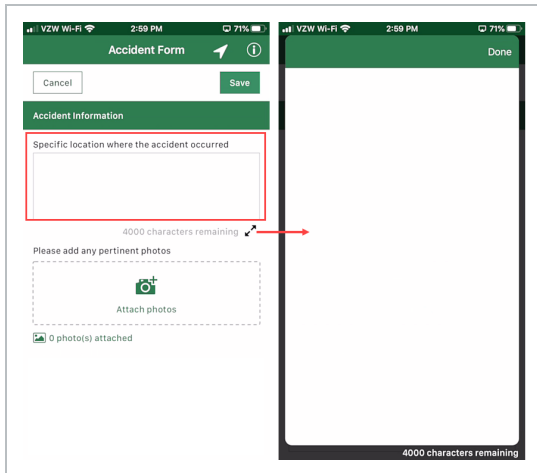 VZW Wi-Fi 2:59 PM 71%
Accident Form
Cancel Save
Accident Information
Specific location where the accident occurred
4000 characters remaining
Please add any pertinent photos
Attach photos
0 photo(s) attached
VZW Wi-Fi 2:59 PM 71%
Done
4000 characters remaining